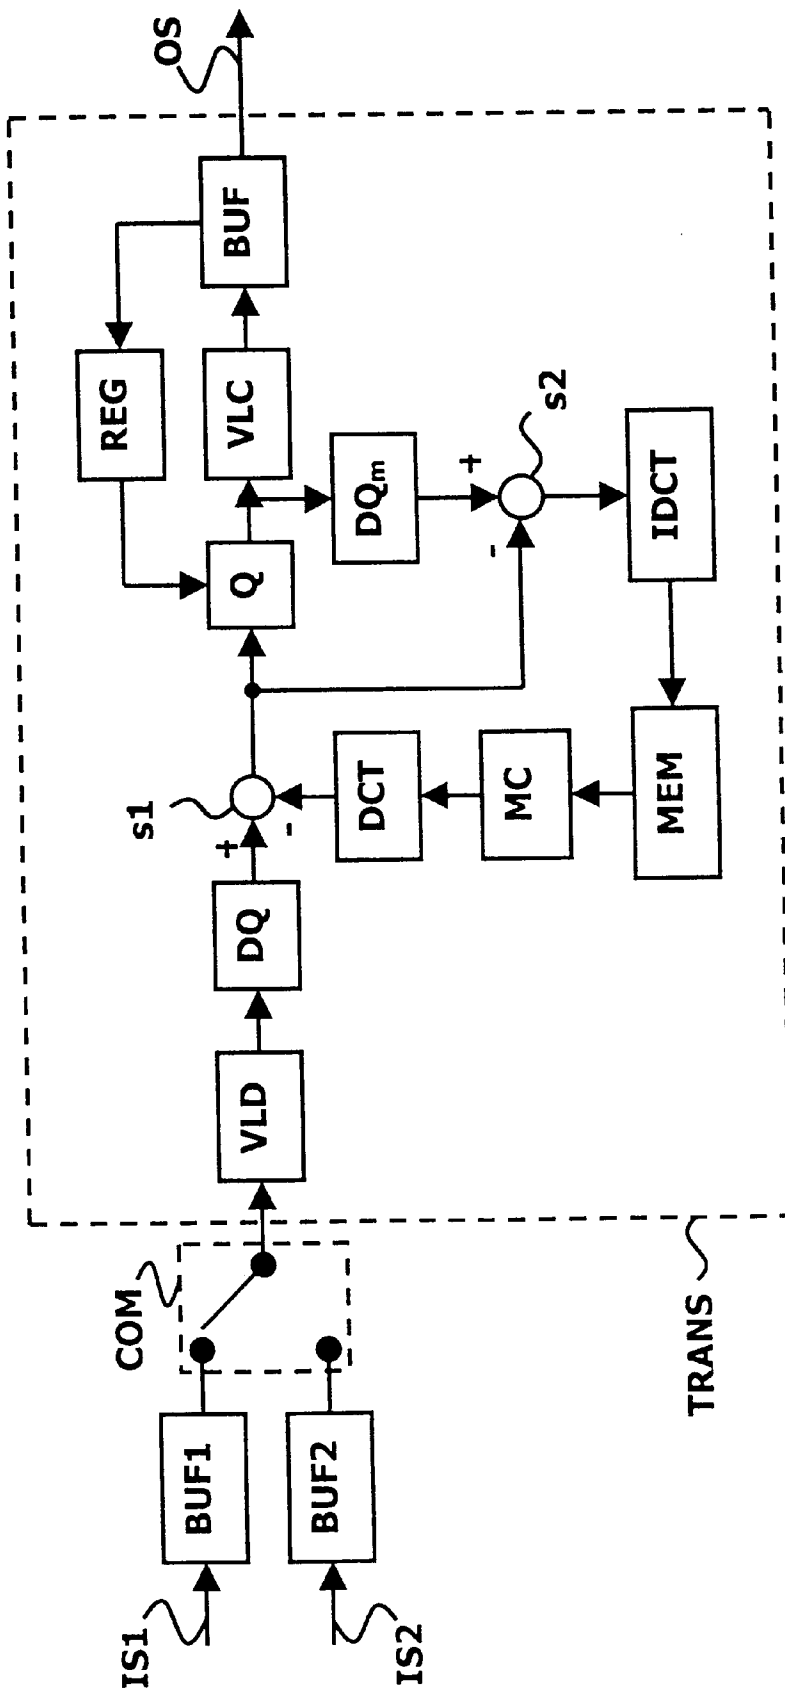 IS1
IS2
BUF1
BUF2
COM
TRANS
VLD
DQ
s1
+
-
DCT
MC
MEM
Q
REG
VLC
DQm
+
-
s2
IDCT
BUF
OS